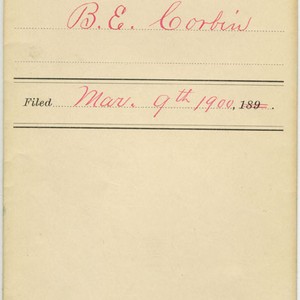 B. E. Corbin
Filed Mar. 9th 1900, 189 .